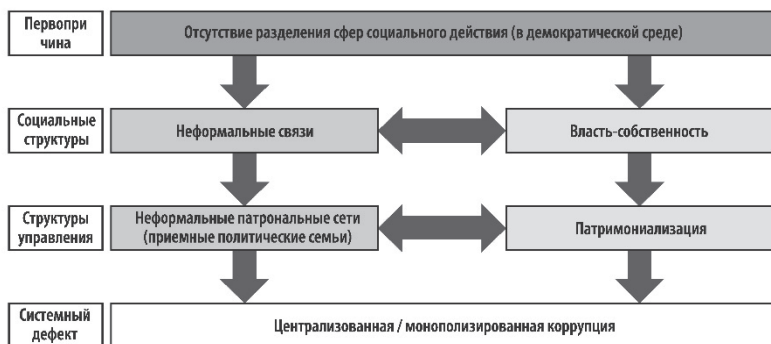 Первопри
чина
Отсутствие разделения сфер социального действия (в демократической среде)
Социальные
структуры
Неформальные связи
Власть-собственность
Структуры
управления
Неформальные патрональные сети
(приемные политические семьи)
Патримониализация
Системный
дефект
Централизованная / монополизированная коррупция